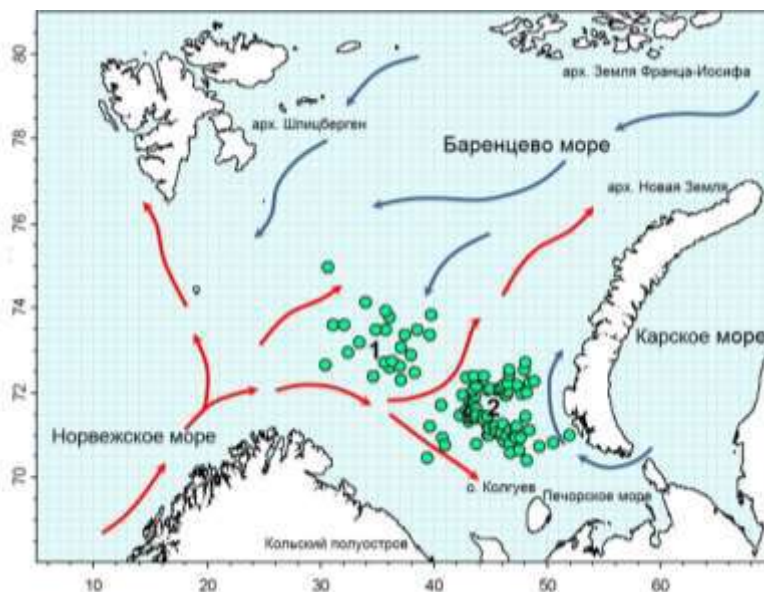 80
арх. Земля Франца-Иосифа
арх. Шпицберген
78
Баренцево море
арх. Новая Земля
76
74
Карское море
1
72
2
Норвежское море
70
о. Колгуев
Печорское море
Кольский полуостров
10 20 30 40 50 60